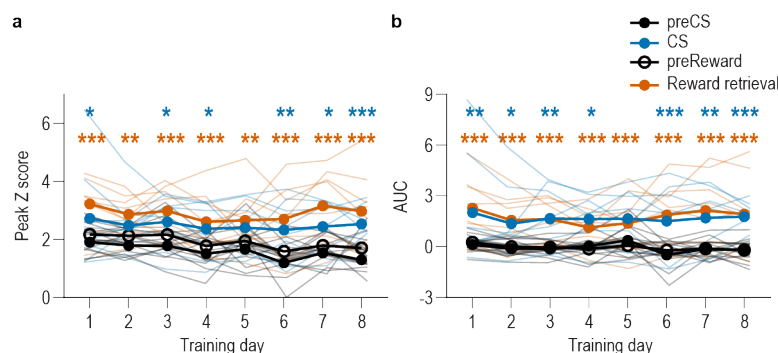 a
b
preCS
CS
preReward
Reward retrieval
6
4
2
0
Peak Z score
* * * ** * ***
*** ** *** *** ** *** *** ***
1 2 3 4 5 6 7 8
Training day
9
6
3
0
-3
AUC
** * ** * *** ** ***
*** *** *** *** *** *** *** ***
1 2 3 4 5 6 7 8
Training day